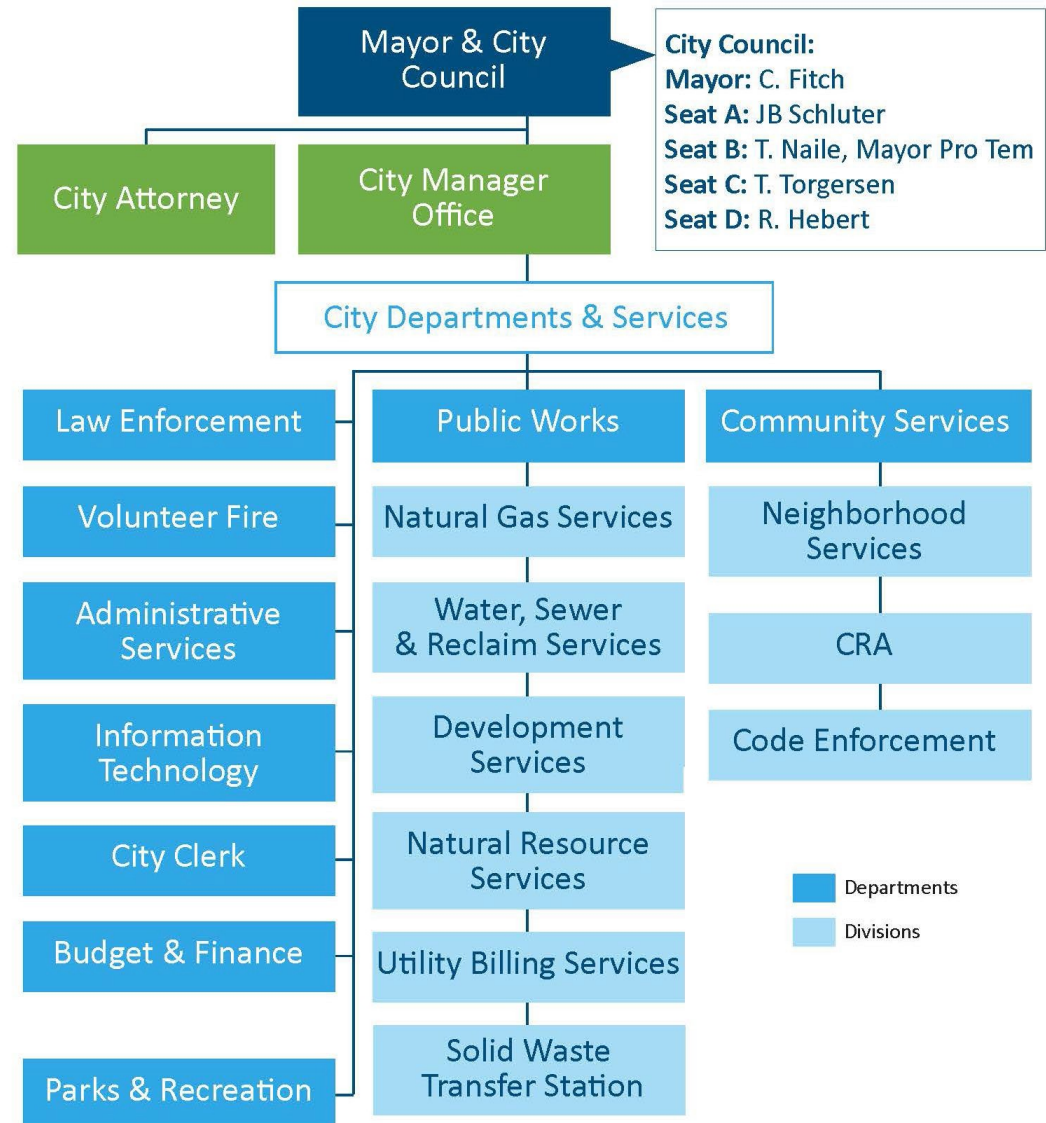 Mayor & City
Council
City Council:
Mayor: C. Fitch
Seat A: JB Schluter
Seat B: T. Naile, Mayor Pro Tem
Seat C: T. Torgersen
Seat D: R. Hebert
City Attorney
City Manager
Office
City Departments & Services
Law Enforcement
Volunteer Fire
Administrative
Services
Information
Technology
City Clerk
Budget & Finance
Parks & Recreation
Public Works
Natural Gas Services
Water, Sewer
& Reclaim Services
Development
Services
Natural Resource
Services
Utility Billing Services
Solid Waste
Transfer Station
Community Services
Neighborhood
Services
CRA
Code Enforcement
Departments
Divisions